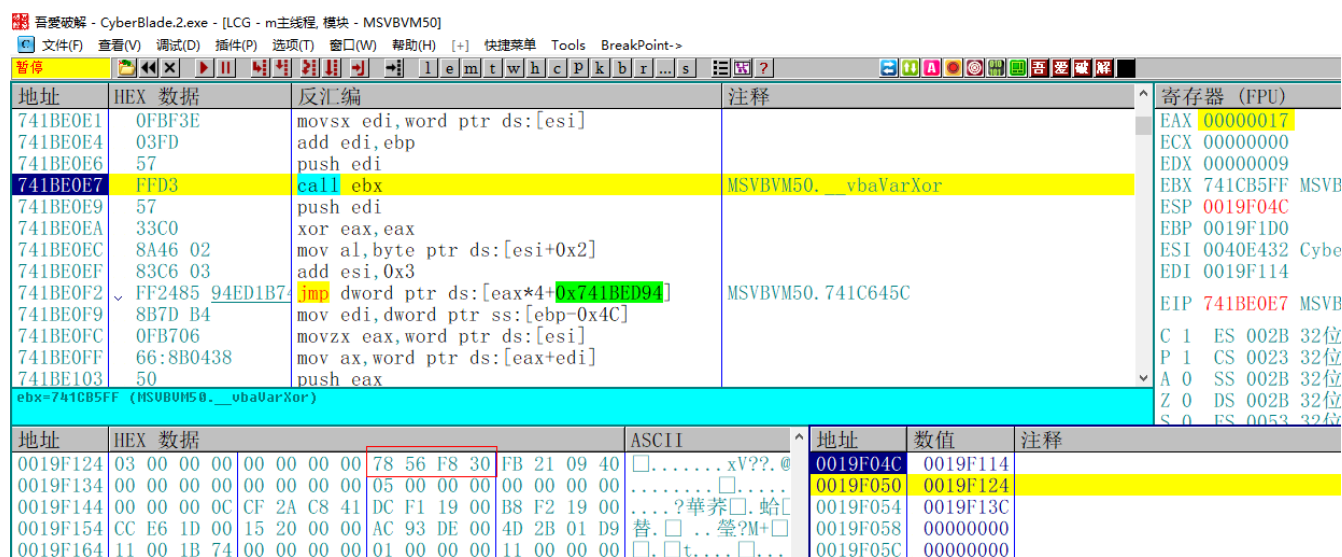 吾爱破解 - CyberBlade.2.exe - [LCG - m主线程, 模块 - MSVBVM50]
文件(F) 查看(V) 调试(D) 插件(P) 选项(T) 窗口(W) 帮助(H) [+] 快捷菜单 Tools BreakPoint->
暂停 l e m t w h c P k b r ... s ? 吾 爱 破 解
地址 HEX 数据 反汇编 注释 寄存器 (FPU)
741BE0E1 0FBF3E movsx edi,word ptr ds:[esi] EAX 00000017
741BE0E4 03FD add edi,ebp ECX 00000000
741BE0E6 57 push edi EDX 00000009
741BE0E7 FFD3 call ebx MSVBVM50.__vbaVarXor EBX 741CB5FF MSVB
741BE0E9 57 push edi ESP 0019F04C
741BE0EA 33C0 xor eax,eax EBP 0019F1D0
741BE0EC 8A46 02 mov al,byte ptr ds:[esi+0x2] ESI 0040E432 Cybe
741BE0EF 83C6 03 add esi,0x3 EDI 0019F114
741BE0F2 FF2485 94ED1B74 jmp dword ptr ds:[eax*4+0x741BED94] MSVBVM50.741C645C EIP 741BE0E7 MSVB
741BE0F9 8B7D B4 mov edi,dword ptr ss:[ebp-0x4C]
741BE0FC 0FB706 movzx eax,word ptr ds:[esi] C 1 ES 002B 32位
741BE0FF 66:8B0438 mov ax,word ptr ds:[eax+edi] P 1 CS 0023 32位
741BE103 50 push eax A 0 SS 002B 32位
ebx=741CB5FF (MSVBVM50.__vbaVarXor) Z 0 DS 002B 32位
S 0 FS 0053 32位
地址 HEX 数据 ASCII 地址 数值 注释
0019F124 03 00 00 00 00 00 00 00 78 56 F8 30 FB 21 09 40 .......xV??.@ 0019F04C 0019F114
0019F134 00 00 00 00 00 00 00 00 05 00 00 00 00 00 00 00 ............. 0019F050 0019F124
0019F144 00 00 00 0C CF 2A C8 41 DC F1 19 00 B8 F2 19 00 ....?華荞.蛤 0019F054 0019F13C
0019F154 CC E6 1D 00 15 20 00 00 AC 93 DE 00 4D 2B 01 D9 替. .. ?M+ 0019F058 00000000
0019F164 11 00 1B 74 00 00 00 00 01 00 00 00 11 00 00 00 . t.... ... ... 0019F05C 00000000